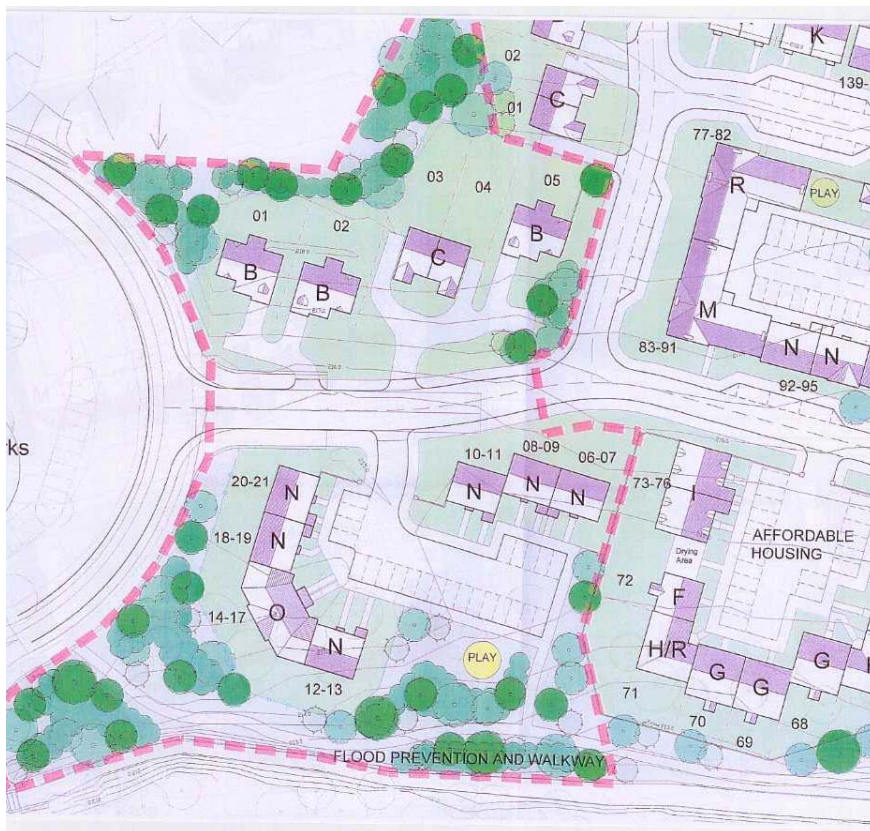 K
139-
02
C
01
77-82
R
PLAY
03
04
05
01
02
B
C
B
B
M
83-91
N
N
92-95
rks
10-11
08-09
06-07
20-21
N
N
N
N
73-76
I
18-19
N
AFFORDABLE
HOUSING
Drying
Area
72
F
14-17
O
N
H/R
G
G
G
PLAY
12-13
71
70
69
68
FLOOD PREVENTION AND WALKWAY